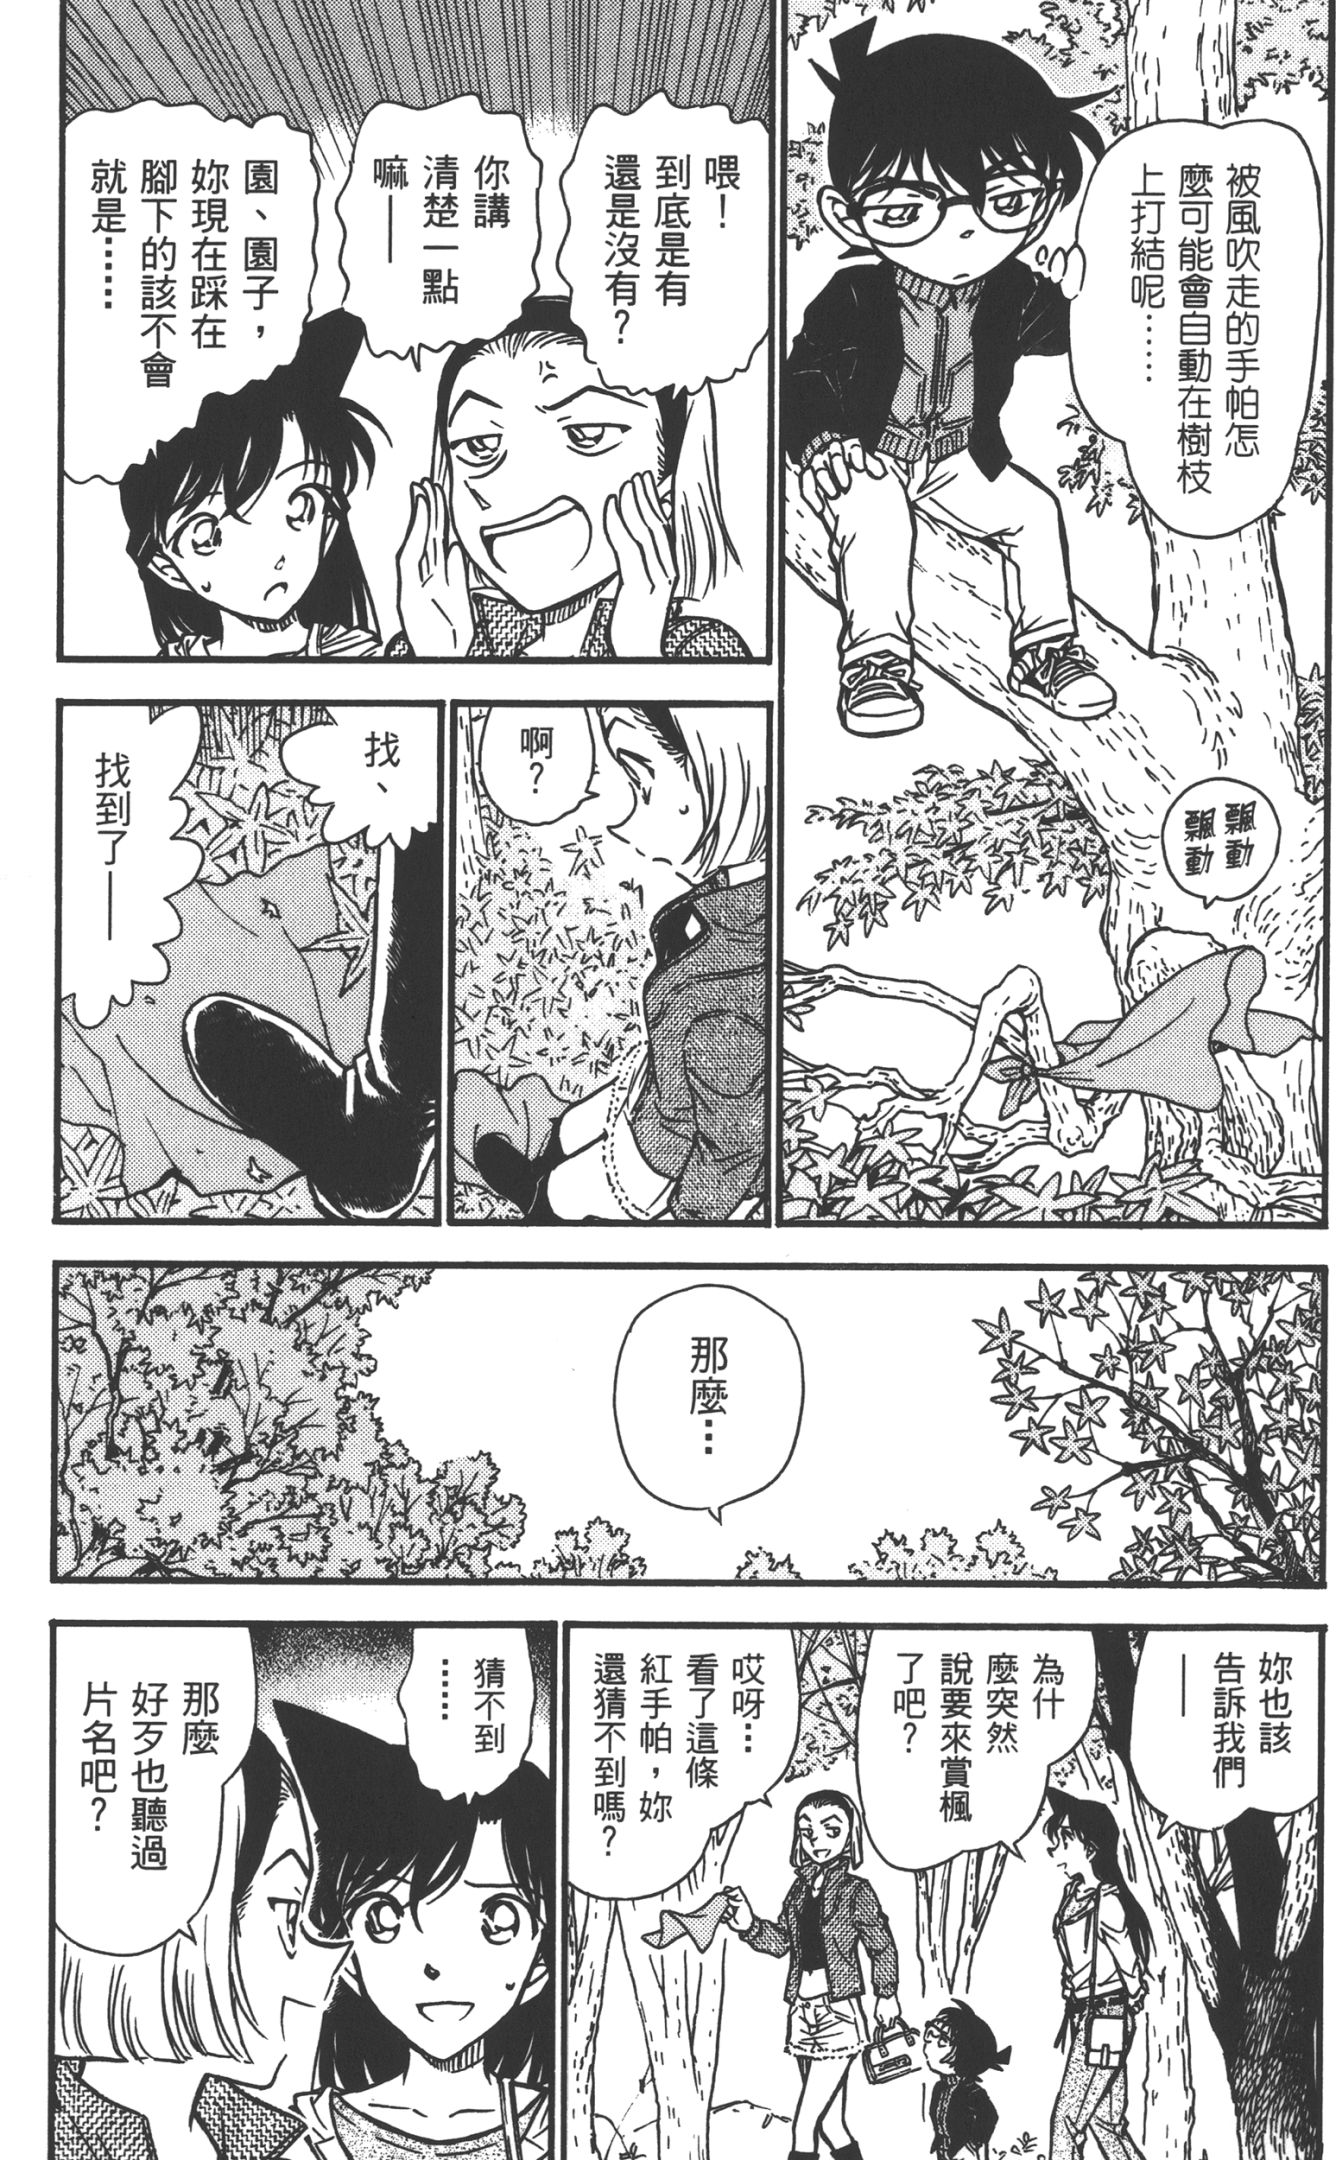 被風吹走的手帕怎
麼可能會自動在樹枝
上打結呢……
飄動
飄動
喂！
到底是有
還是沒有？
你講
清楚一點
嘛——
園、園子，
妳現在踩在
腳下的該不會
就是……
啊？
找、
找到了——
那麼…
妳也該
告訴我們
——
為什
麼突然
說要來賞楓
了吧？
哎呀…
看了這條
紅手帕，妳
還猜不到嗎？
猜不到
……
那麼
好歹也聽過
片名吧？